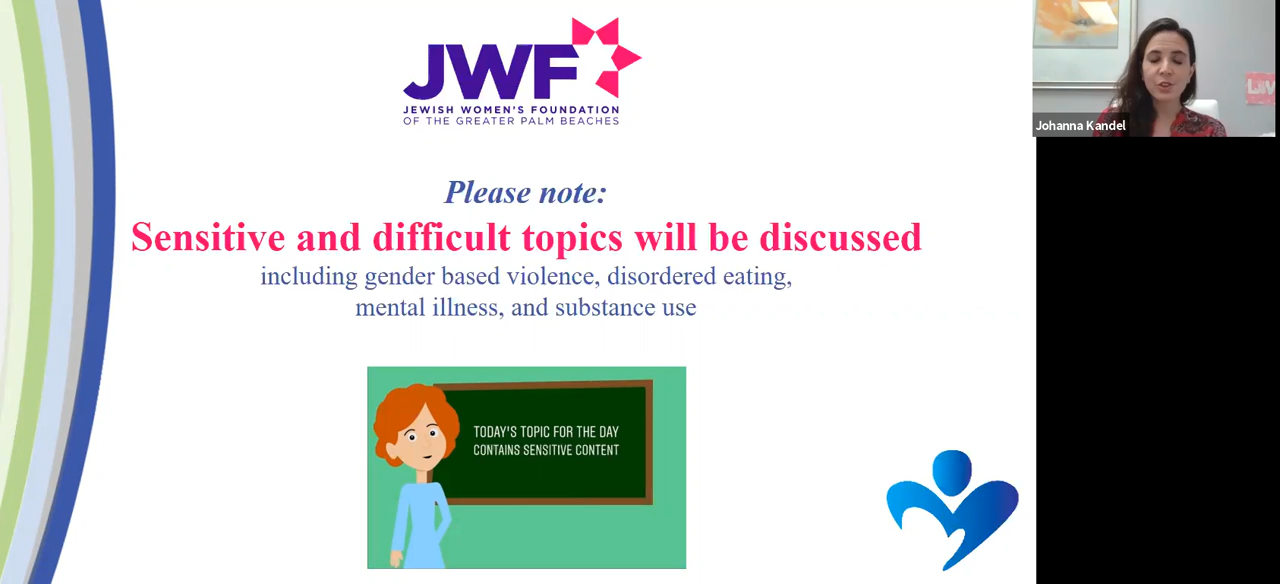 JWF
JEWISH WOMEN'S FOUNDATION
OF THE GREATER PALM BEACHES
Johanna Kandel
Please note:
Sensitive and difficult topics will be discussed
including gender based violence, disordered eating,
mental illness, and substance use
TODAY'S TOPIC FOR THE DAY
CONTAINS SENSITIVE CONTENT